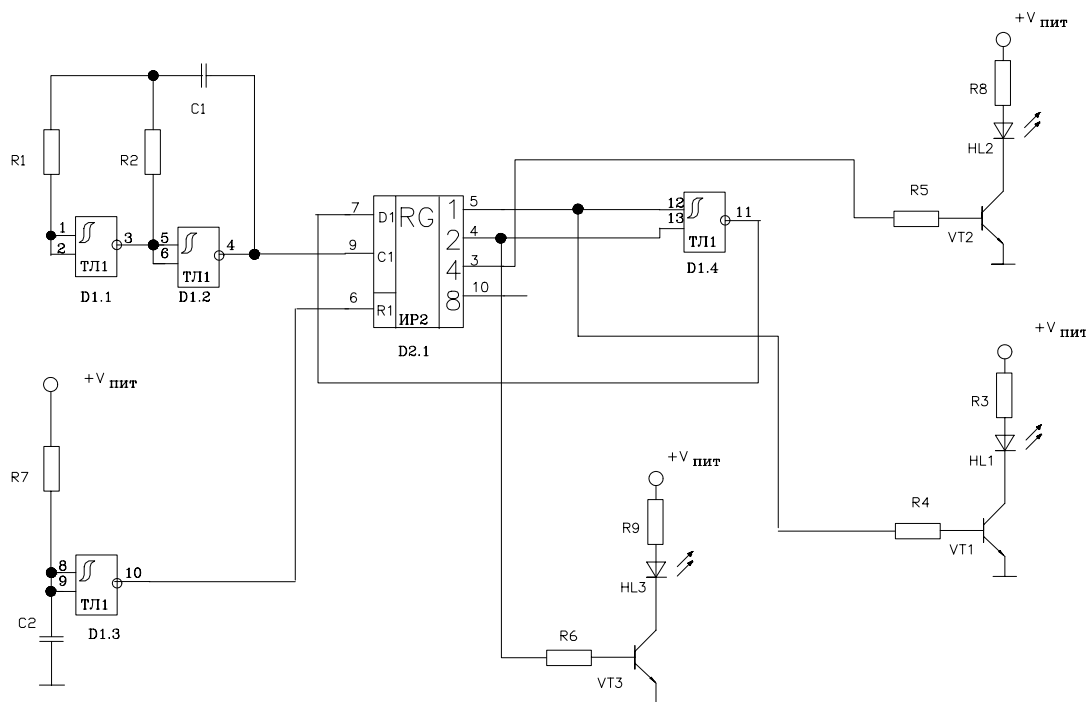 +V пит
R8
HL2
R5
VT2
C1
R1
R2
1
2
3
5
6
4
ТЛ1
D1.1
ТЛ1
D1.2
7
9
6
D1
C1
R1
RG
ИР2
1
2
4
8
5
4
3
10
D2.1
12
13
11
ТЛ1
D1.4
+V пит
R7
8
9
10
ТЛ1
D1.3
C2
+V пит
R3
HL1
R4
VT1
+V пит
R9
HL3
R6
VT3